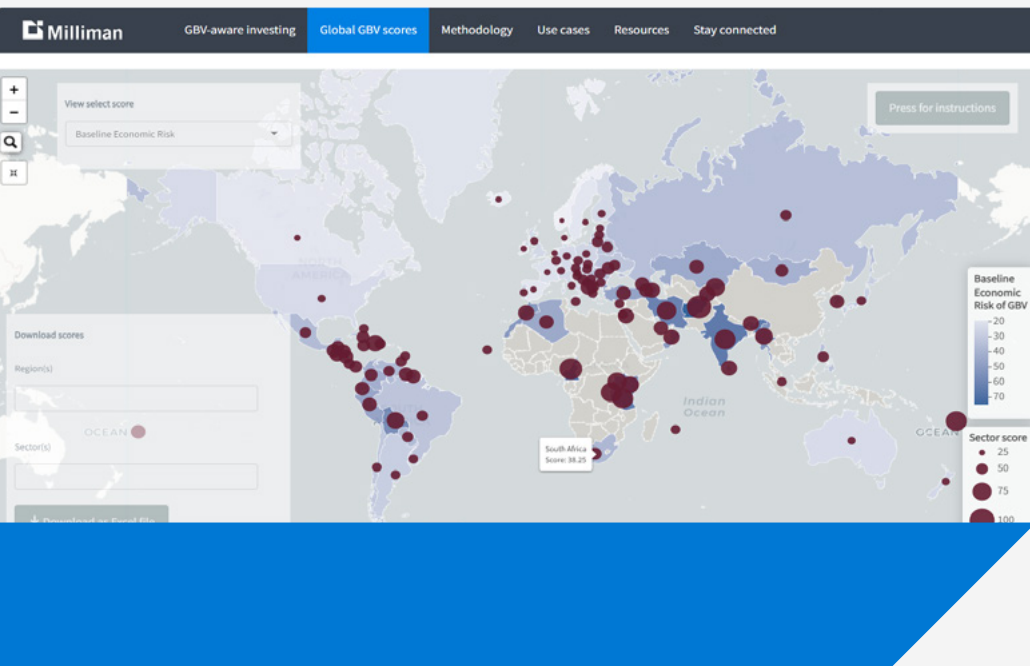 Milliman
GBV-aware investing
Global GBV scores
Methodology
Use cases
Resources
Stay connected
+
−
View select score
Baseline Economic Risk
Press for instructions
NORTH
AMERICA
Baseline
Economic
Risk of GBV
20
30
40
50
60
70
Download scores
Region(s)
OCEAN
Sector(s)
Indian
Ocean
South Africa
Score: 38.25
OCEAN
Sector score
25
50
75
100
Download as Excel file